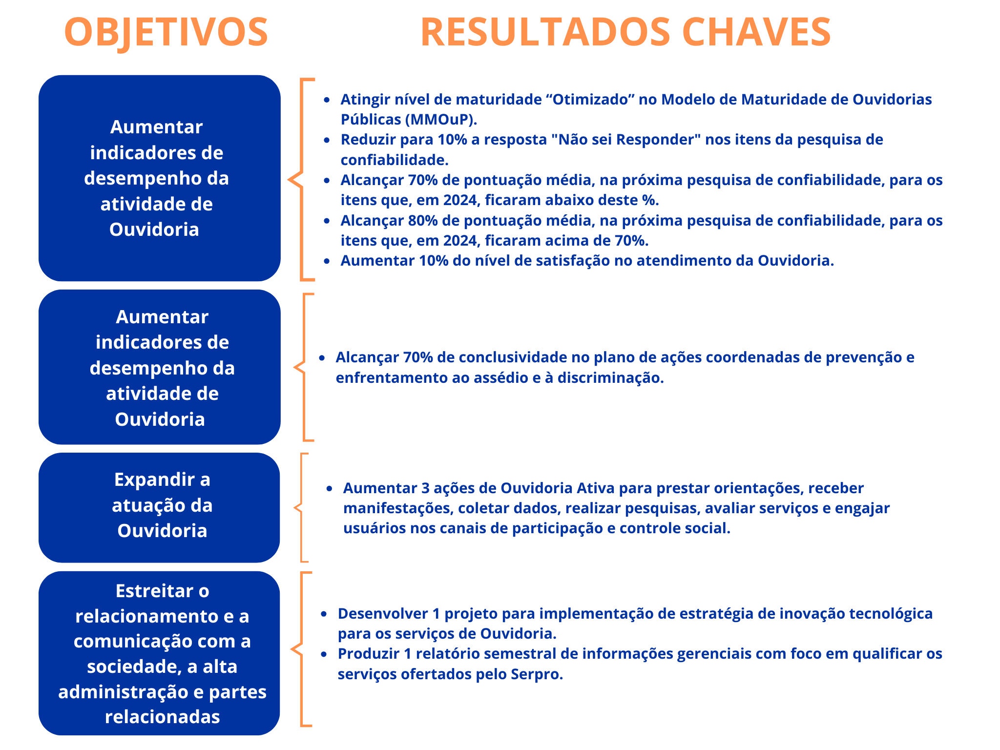 OBJETIVOS
RESULTADOS CHAVES
Aumentar
indicadores de
desempenho da
atividade de
Ouvidoria
• Atingir nível de maturidade “Otimizado” no Modelo de Maturidade de Ouvidorias
Públicas (MMOuP).
• Reduzir para 10% a resposta "Não sei Responder" nos itens da pesquisa de
confiabilidade.
• Alcançar 70% de pontuação média, na próxima pesquisa de confiabilidade, para os
itens que, em 2024, ficaram abaixo deste %.
• Alcançar 80% de pontuação média, na próxima pesquisa de confiabilidade, para os
itens que, em 2024, ficaram acima de 70%.
• Aumentar 10% do nível de satisfação no atendimento da Ouvidoria.
Aumentar
indicadores de
desempenho da
atividade de
Ouvidoria
• Alcançar 70% de conclusividade no plano de ações coordenadas de prevenção e
enfrentamento ao assédio e à discriminação.
Expandir a
atuação da
Ouvidoria
• Aumentar 3 ações de Ouvidoria Ativa para prestar orientações, receber
manifestações, coletar dados, realizar pesquisas, avaliar serviços e engajar
usuários nos canais de participação e controle social.
Estreitar o
relacionamento e a
comunicação com a
sociedade, a alta
administração e partes
relacionadas
• Desenvolver 1 projeto para implementação de estratégia de inovação tecnológica
para os serviços de Ouvidoria.
• Produzir 1 relatório semestral de informações gerenciais com foco em qualificar os
serviços ofertados pelo Serpro.